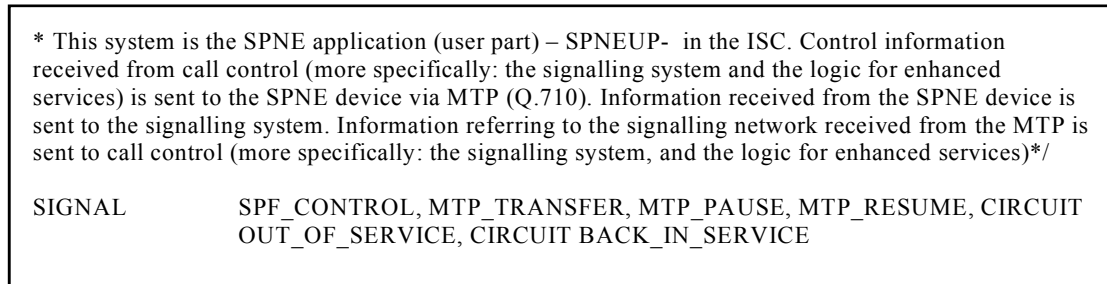 * This system is the SPNE application (user part) – SPNEUP- in the ISC. Control information
received from call control (more specifically: the signalling system and the logic for enhanced
services) is sent to the SPNE device via MTP (Q.710). Information received from the SPNE device is
sent to the signalling system. Information referring to the signalling network received from the MTP is
sent to call control (more specifically: the signalling system, and the logic for enhanced services)*/
SIGNAL SPF_CONTROL, MTP_TRANSFER, MTP_PAUSE, MTP_RESUME, CIRCUIT
OUT_OF_SERVICE, CIRCUIT BACK_IN_SERVICE